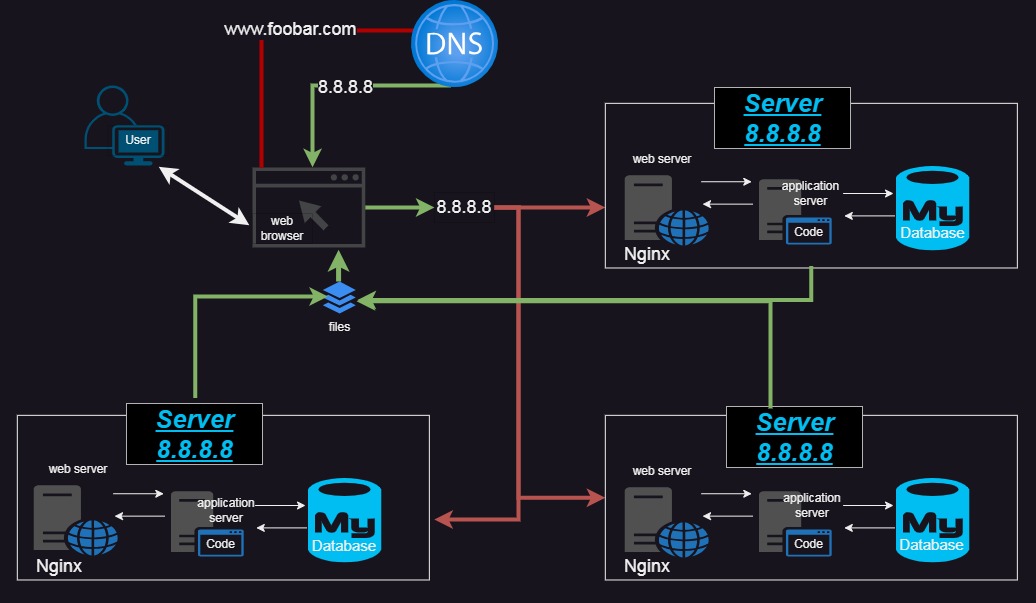 www.foobar.com
DNS
8.8.8.8
User
web
browser
8.8.8.8
files
Server
8.8.8.8
web server
Nginx
application
server
Code
My
Database
Server
8.8.8.8
web server
Nginx
application
server
Code
My
Database
Server
8.8.8.8
web server
Nginx
application
server
Code
My
Database